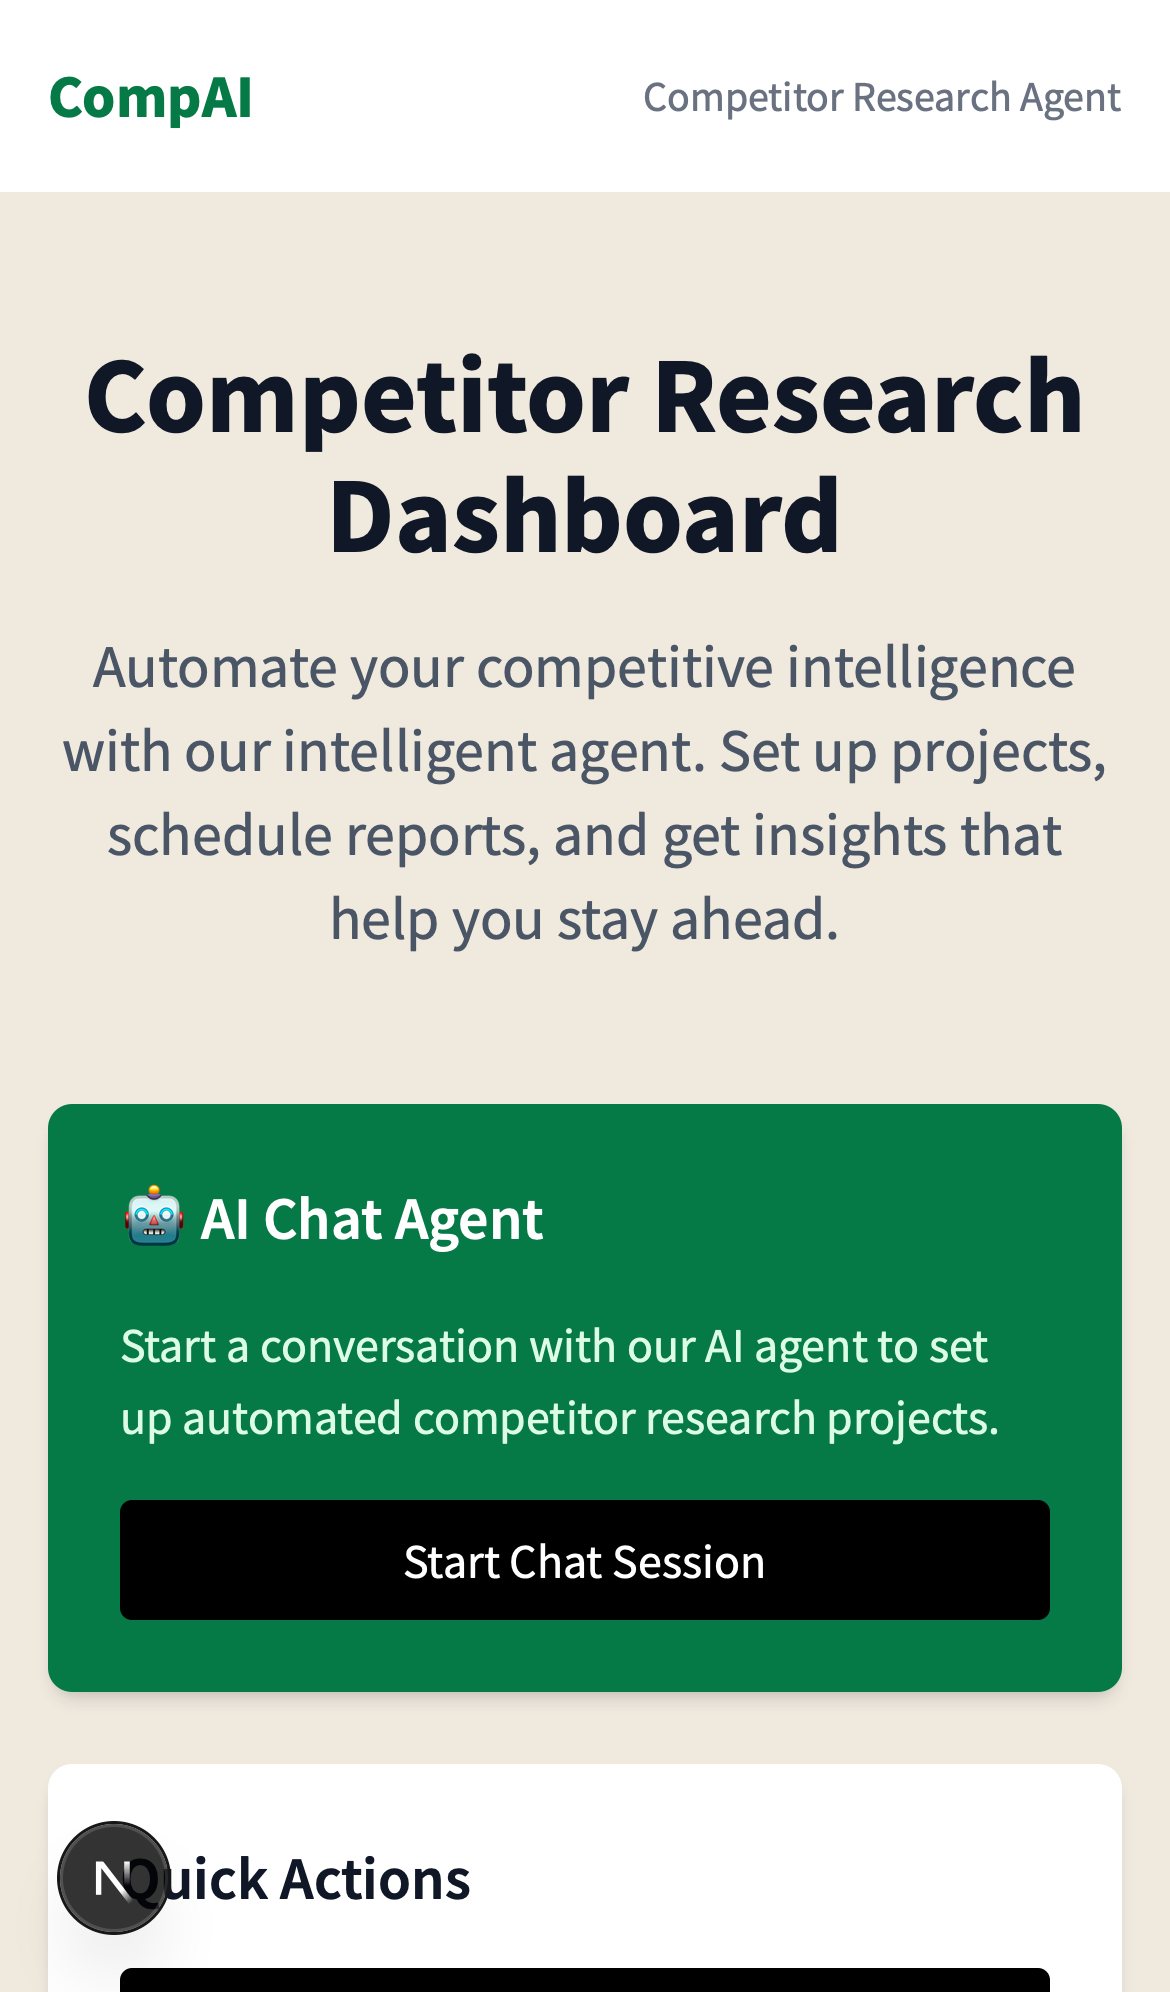 CompAI
Competitor Research Agent
Competitor Research
Dashboard
Automate your competitive intelligence
with our intelligent agent. Set up projects,
schedule reports, and get insights that
help you stay ahead.
🤖 AI Chat Agent
Start a conversation with our AI agent to set
up automated competitor research projects.
Start Chat Session
N
Quick Actions